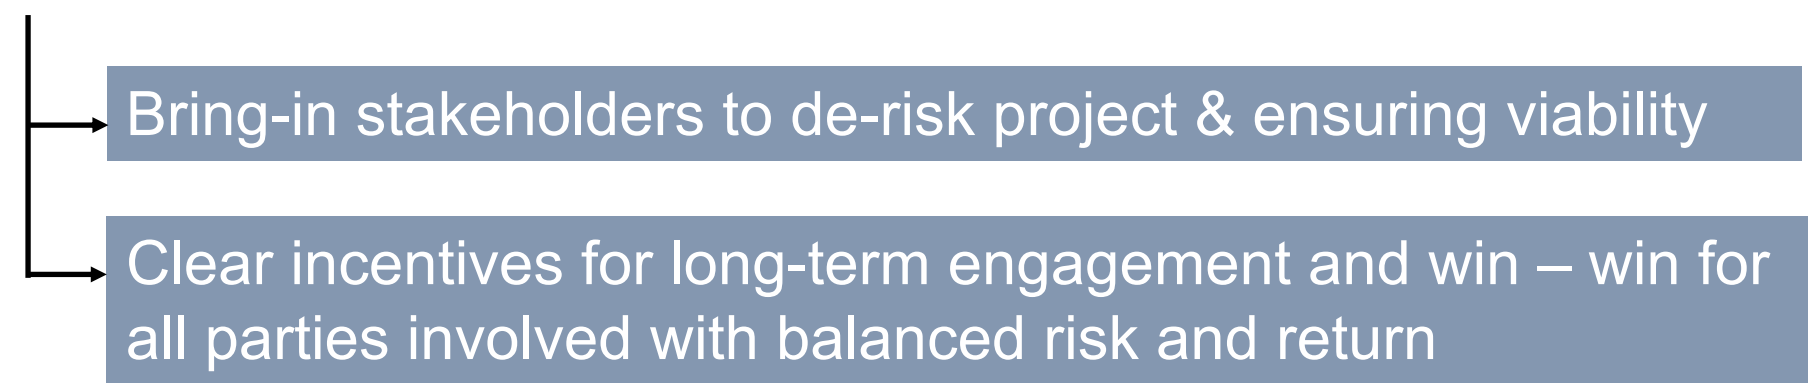 Bring-in stakeholders to de-risk project & ensuring viability
Clear incentives for long-term engagement and win – win for
all parties involved with balanced risk and return